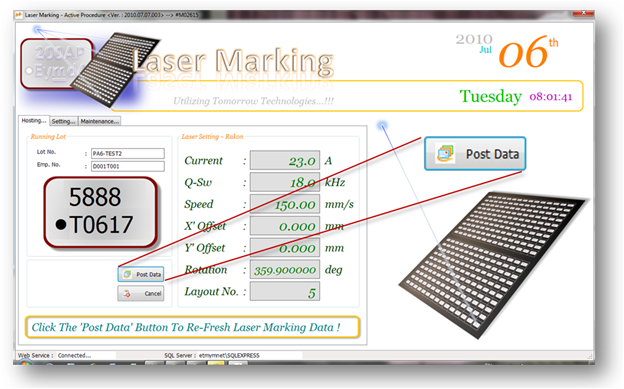 Laser Marking - Active Procedure <Ver. : 2010.07.07.003> --> #M02615
Laser Marking
Utilizing Tomorrow Technologies...!!!
2010
Jul
06th
Tuesday 08:01:41
Hosting... Setting... Maintenance...
Running Lot
Lot No. : PA6-TEST2
Emp. No. : D001T001
5888
●T0617
Post Data
Cancel
Laser Setting - Rakon
Current : 23.0 A
Q-Sw : 18.0 kHz
Speed : 150.00 mm/s
X' Offset : 0.000 mm
Y' Offset : 0.000 mm
Rotation : 359.900000 deg
Layout No. : 5
Post Data
Click The 'Post Data' Button To Re-Fresh Laser Marking Data !
Web Service : Connected... SQL Server : etmymnet\SQLEXPRESS